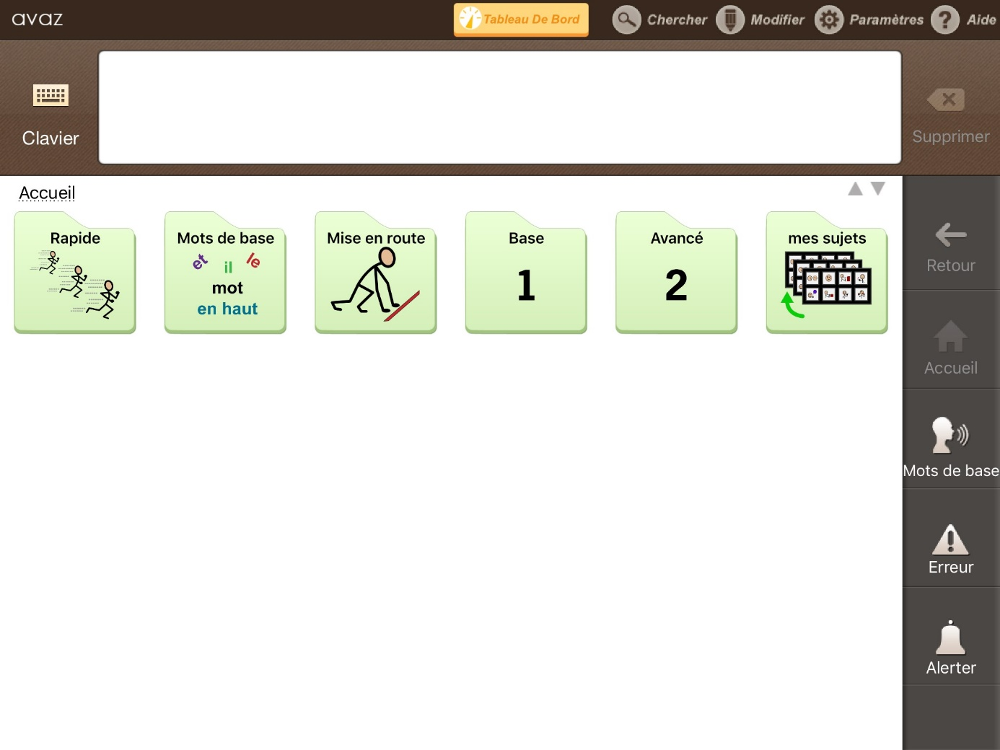 avaz
Tableau De Bord
Chercher
Modifier
Paramètres
Aide
Clavier
Supprimer
Accueil
Rapide
Mots de base
et il le
mot
en haut
Mise en route
Base
1
Avancé
2
mes sujets
Retour
Accueil
Mots de base
Erreur
Alerter